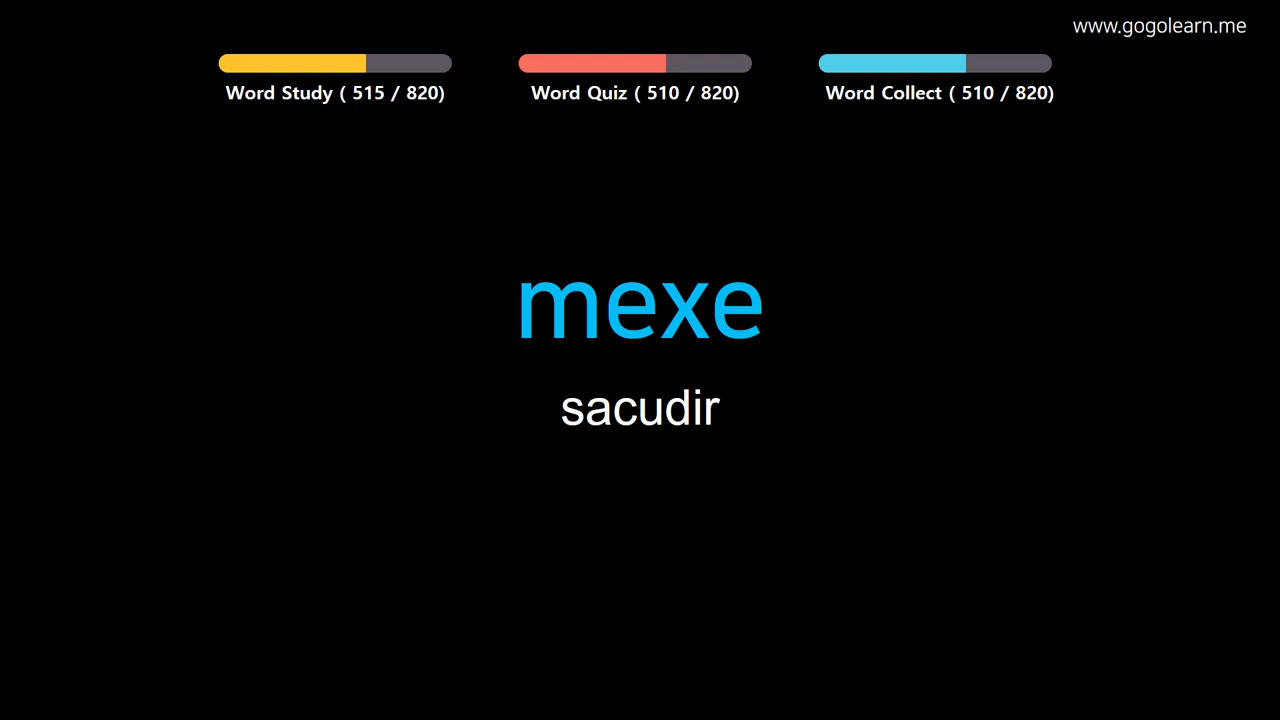 www.gogolearn.me
Word Study ( 515 / 820)
Word Quiz ( 510 / 820)
Word Collect ( 510 / 820)
mexe
sacudir